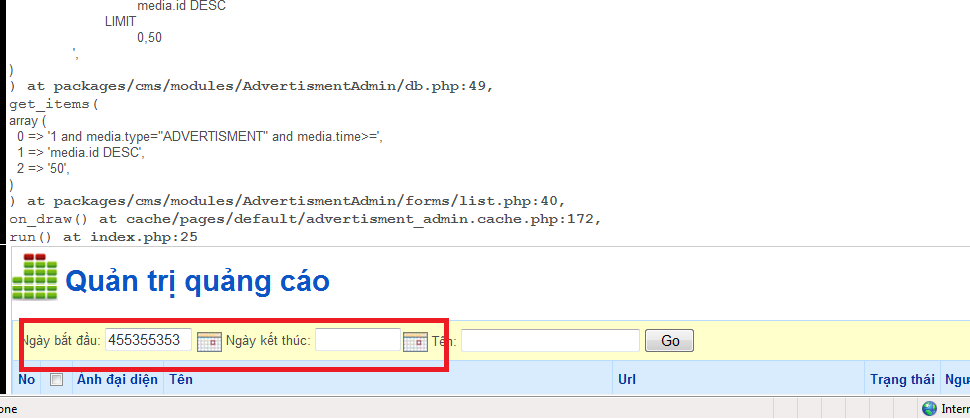 media.id DESC
LIMIT
0,50
',
)
) at packages/cms/modules/AdvertismentAdmin/db.php:49,
get_items(
array (
0 => '1 and media.type="ADVERTISMENT" and media.time>=',
1 => 'media.id DESC',
2 => '50',
)
) at packages/cms/modules/AdvertismentAdmin/forms/list.php:40,
on_draw() at cache/pages/default/advertisment_admin.cache.php:172,
run() at index.php:25
Quản trị quảng cáo
Ngày bắt đầu: 455355353 Ngày kết thúc: Tên: Go
No Ảnh đại diện Tên Url Trạng thái Ngư
one Intern